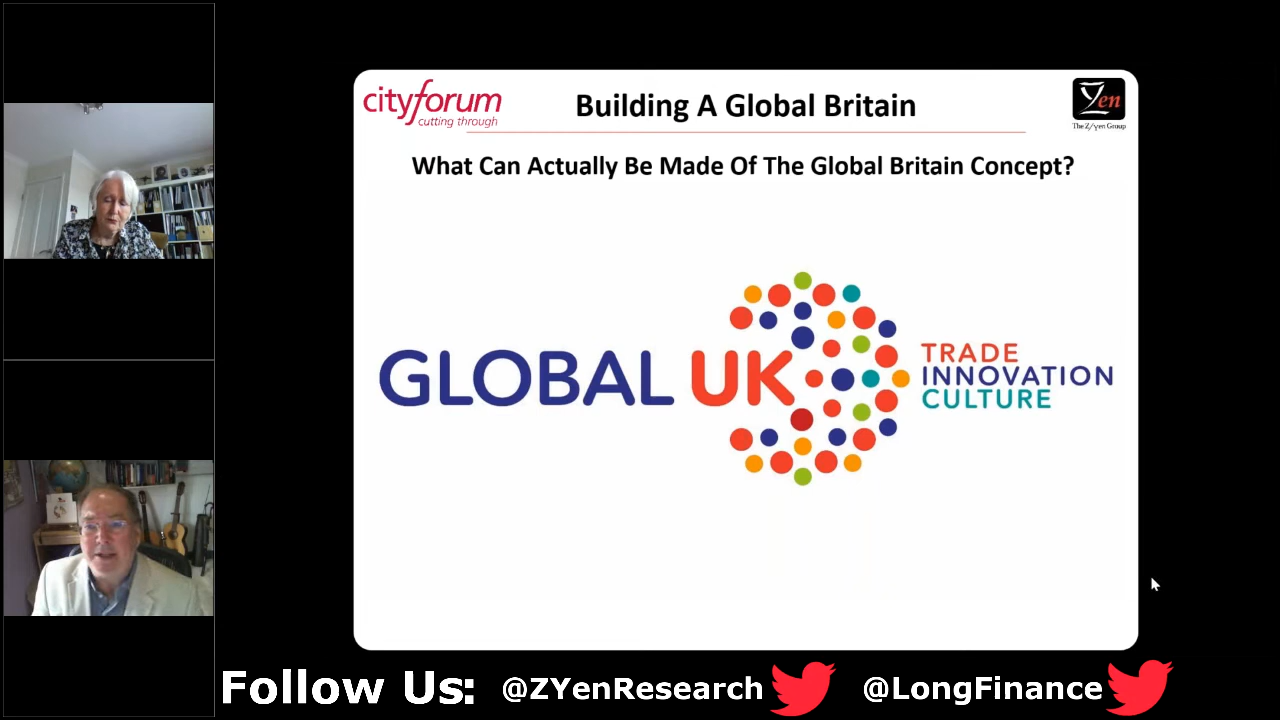 cityforum
cutting through
Building A Global Britain
Zen
The Z/yen Group
What Can Actually Be Made Of The Global Britain Concept?
GLOBAL UK
TRADE
INNOVATION
CULTURE
Follow Us: @ZYenResearch @LongFinance